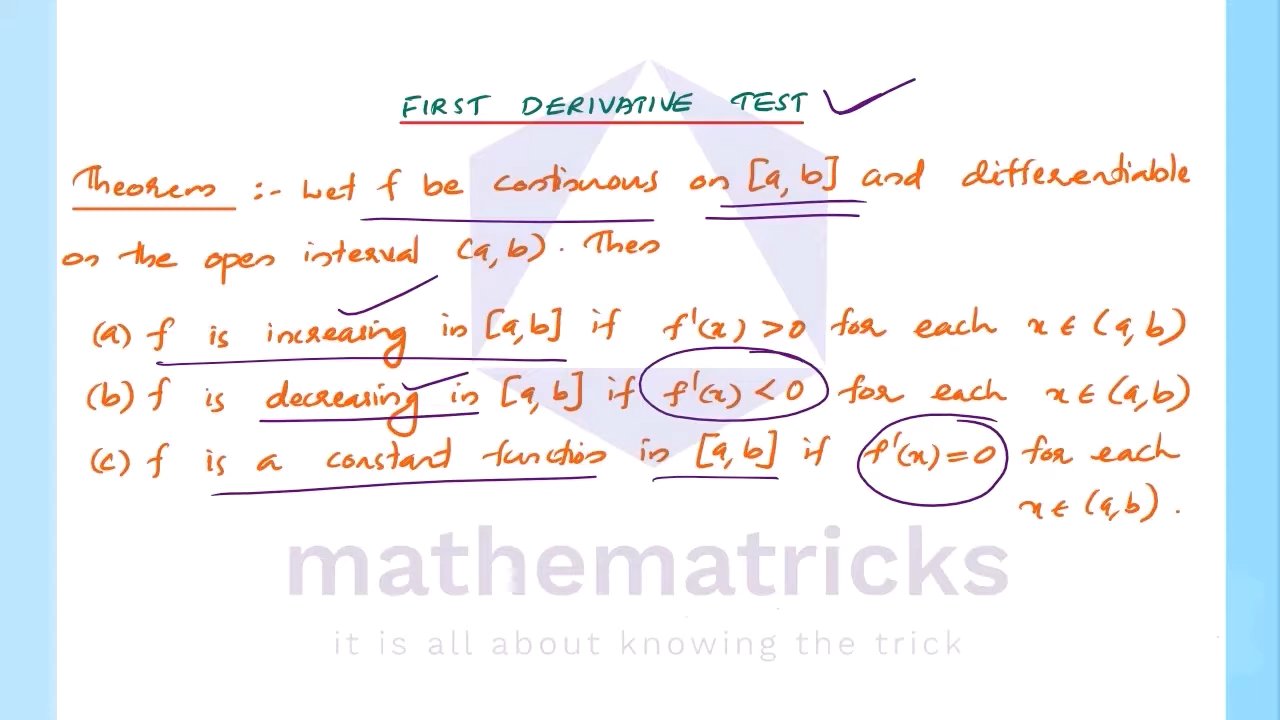 FIRST DERIVATIVE TEST
Theorem :- Let f be continuous on [a, b] and differentiable
on the open interval (a, b). Then
(a) f is increasing in [a, b] if f'(x) > 0 for each x ∈ (a, b)
(b) f is decreasing in [a, b] if f'(x) < 0 for each x ∈ (a, b)
(c) f is a constant function in [a, b] if f'(x) = 0 for each
x ∈ (a, b).
mathematricks
it is all about knowing the trick